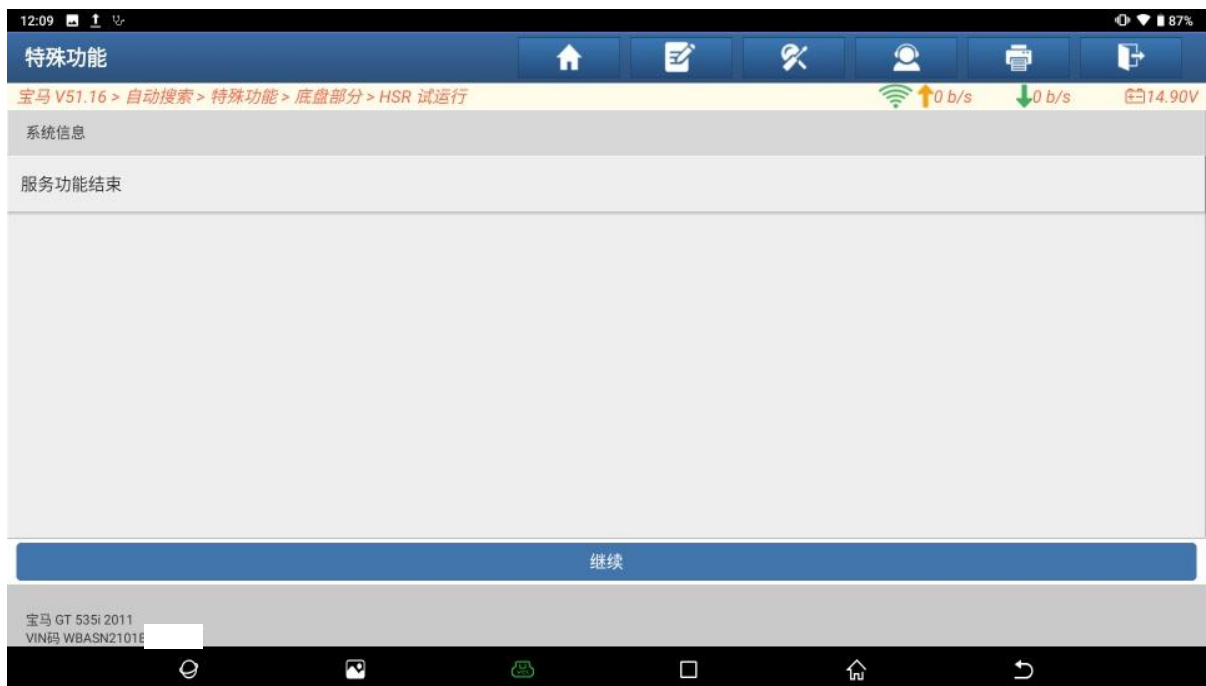 12:09
87%
特殊功能
宝马 V51.16 > 自动搜索 > 特殊功能 > 底盘部分 > HSR 试运行
0 b/s
0 b/s
14.90V
系统信息
服务功能结束
继续
宝马 GT 535i 2011
VIN码 WBASN2101E